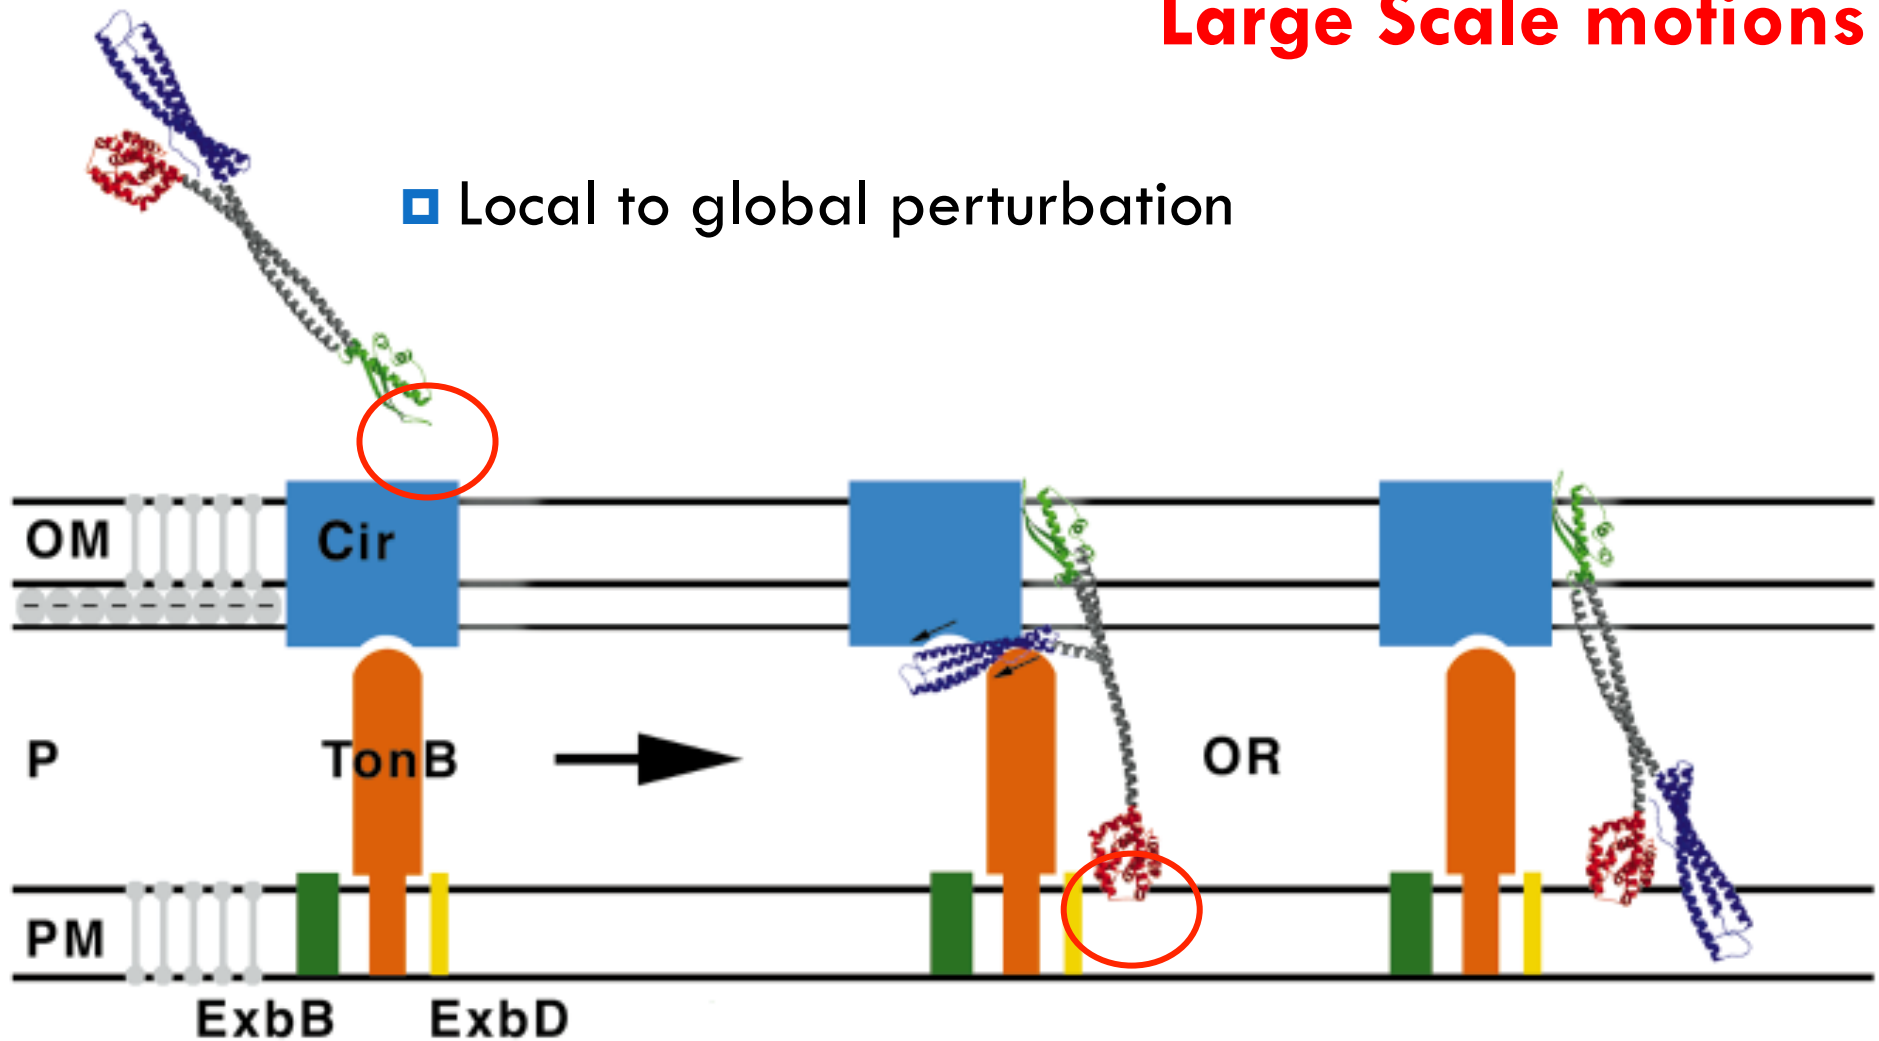 Large Scale motions
Local to global perturbation
OM
Cir
P
TonB
OR
PM
ExbB
ExbD